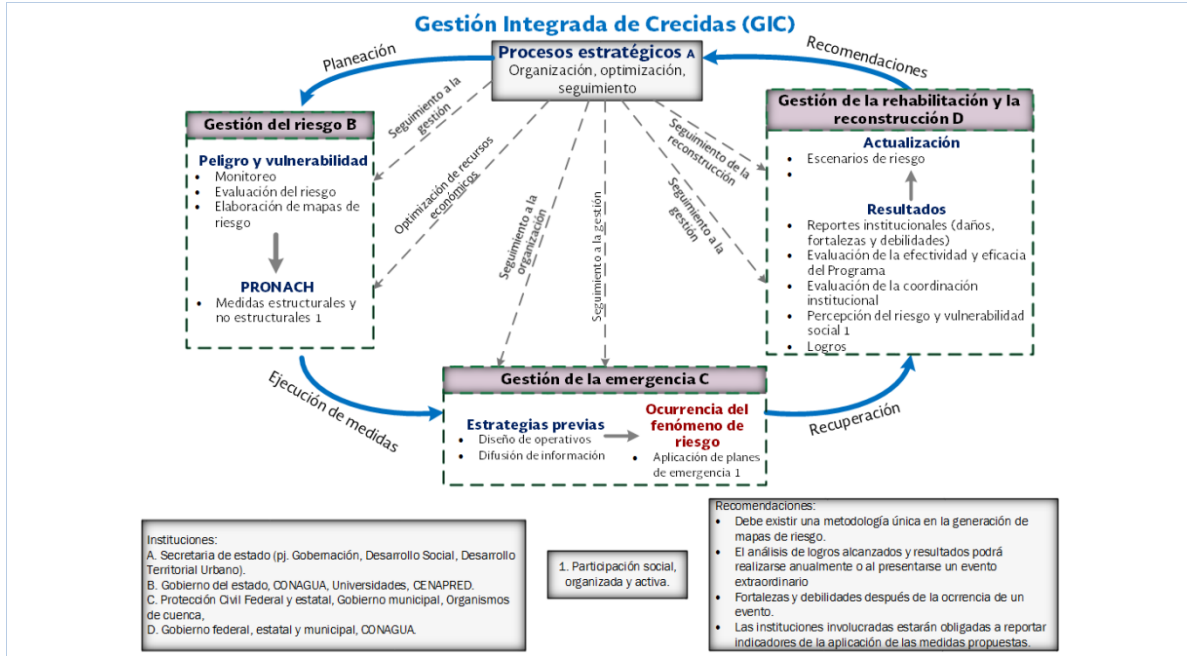 Gestión Integrada de Crecidas (GIC)
Procesos estratégicos A
Organización, optimización,
seguimiento
Planeación
Recomendaciones
Gestión del riesgo B
Peligro y vulnerabilidad
• Monitoreo
• Evaluación del riesgo
• Elaboración de mapas de
riesgo
PRONACH
• Medidas estructurales y
no estructurales 1
Seguimiento a la
gestión
Optimización de recursos
económicos
Seguimiento a la
organización
Seguimiento a la gestión
Seguimiento a la
gestión
Seguimiento de la
reconstrucción
Gestión de la rehabilitación y la
reconstrucción D
Actualización
• Escenarios de riesgo
•
Resultados
• Reportes institucionales (daños,
fortalezas y debilidades)
• Evaluación de la efectividad y eficacia
del Programa
• Evaluación de la coordinación
institucional
• Percepción del riesgo y vulnerabilidad
social 1
• Logros
Ejecución de
medidas
Gestión de la emergencia C
Estrategias previas
• Diseño de operativos
• Difusión de información
Ocurrencia del
fenómeno de
riesgo
• Aplicación de planes
de emergencia 1
Recuperación
Instituciones:
A. Secretaria de estado (pj. Gobernación, Desarrollo Social, Desarrollo
Territorial Urbano).
B. Gobierno del estado, CONAGUA, Universidades, CENAPRED.
C. Protección Civil Federal y estatal, Gobierno municipal, Organismos
de cuenca,
D. Gobierno federal, estatal y municipal, CONAGUA.
1. Participación social,
organizada y activa.
Recomendaciones:
• Debe existir una metodología única en la generación de
mapas de riesgo.
• El análisis de logros alcanzados y resultados podrá
realizarse anualmente o al presentarse un evento
extraordinario
• Fortalezas y debilidades después de la ocrrencia de un
evento.
• Las instituciones involucradas estarán obligadas a reportar
indicadores de la aplicación de las medidas propuestas.